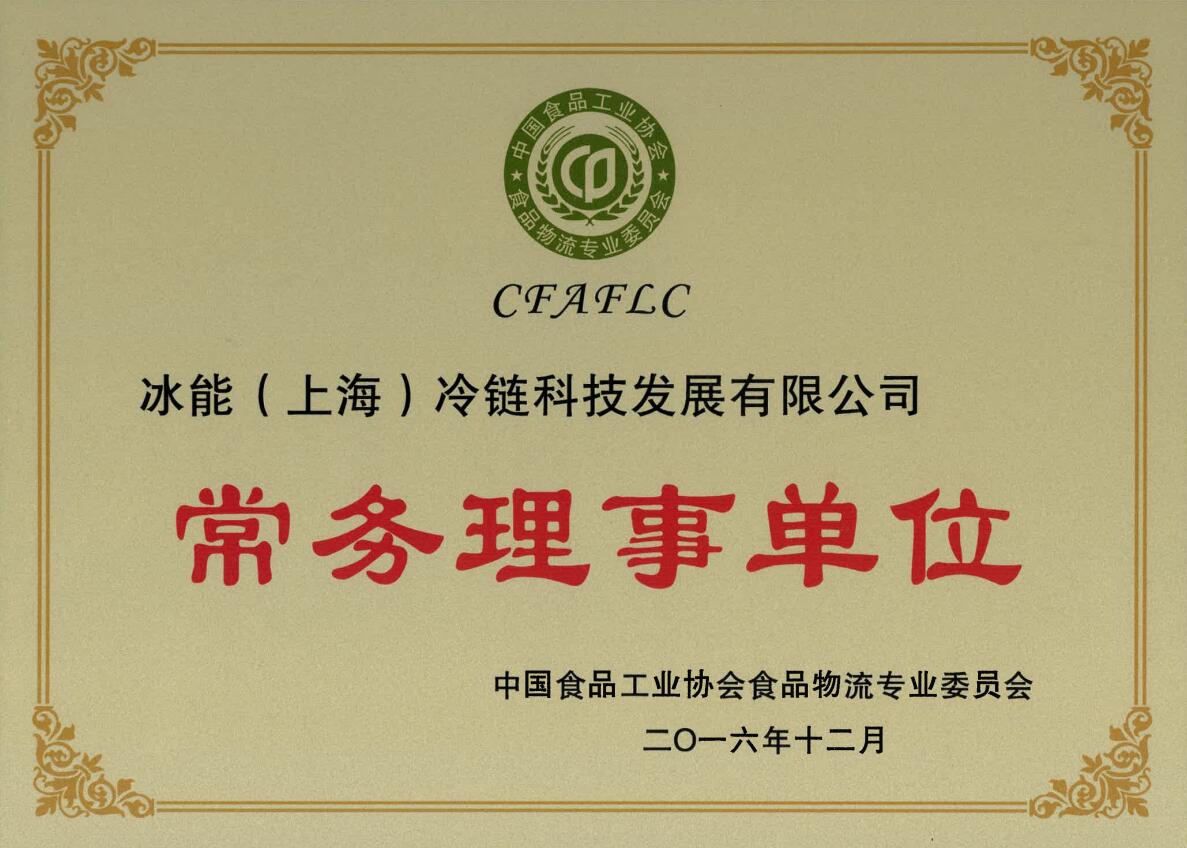 中国食品工业协会
食品物流专业委员会
CFAFLC
冰能（上海）冷链科技发展有限公司
常务理事单位
中国食品工业协会食品物流专业委员会
二〇一六年十二月